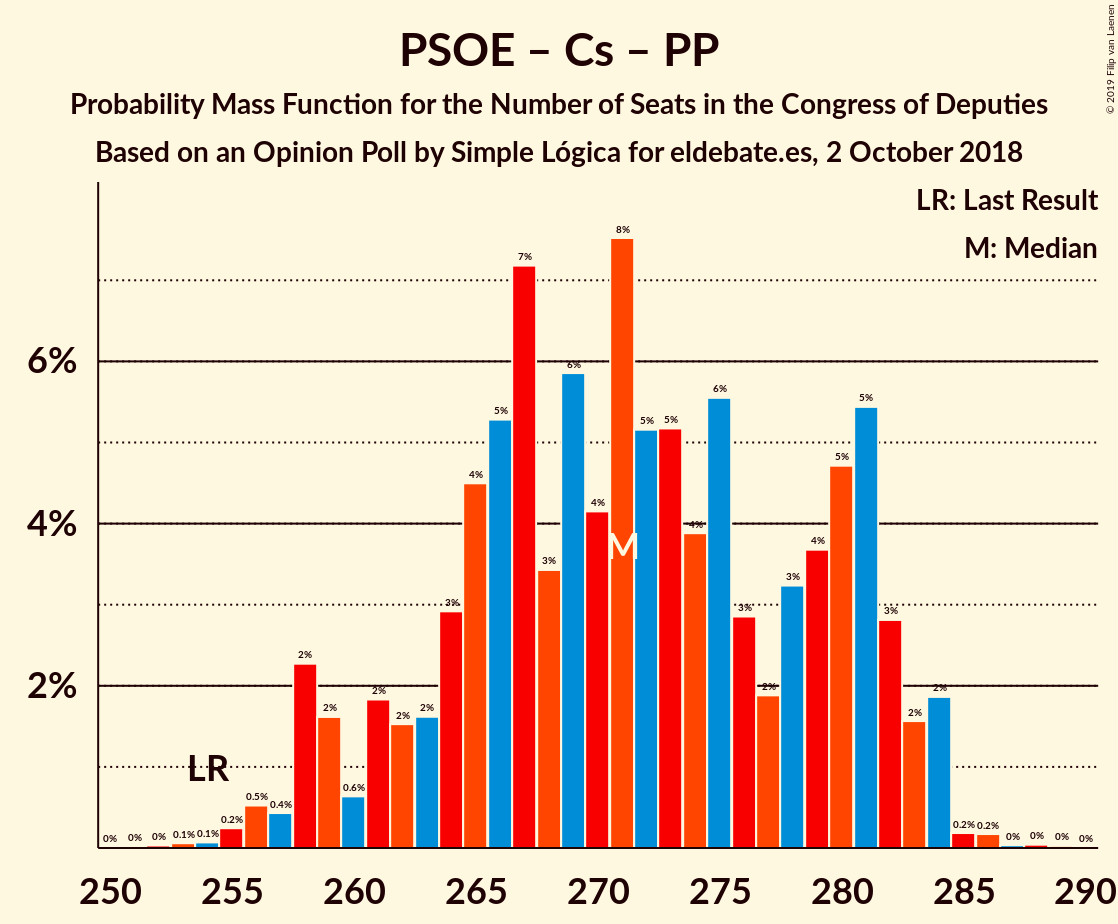 PSOE – Cs – PP
Probability Mass Function for the Number of Seats in the Congress of Deputies
Based on an Opinion Poll by Simple Lógica for eldebate.es, 2 October 2018
© 2019 Filip van Laenen
LR: Last Result
M: Median
6%
4%
2%
0% 0% 0% 0.1% 0.1% 0.2% 0.5% 0.4% 2% 2% 0.6% 2% 2% 2% 3% 4% 5% 7% 3% 6% 4% 8% 5% 5% 4% 6% 3% 2% 3% 4% 5% 5% 3% 2% 2% 0.2% 0.2% 0% 0% 0% 0%
LR
M
250 255 260 265 270 275 280 285 290